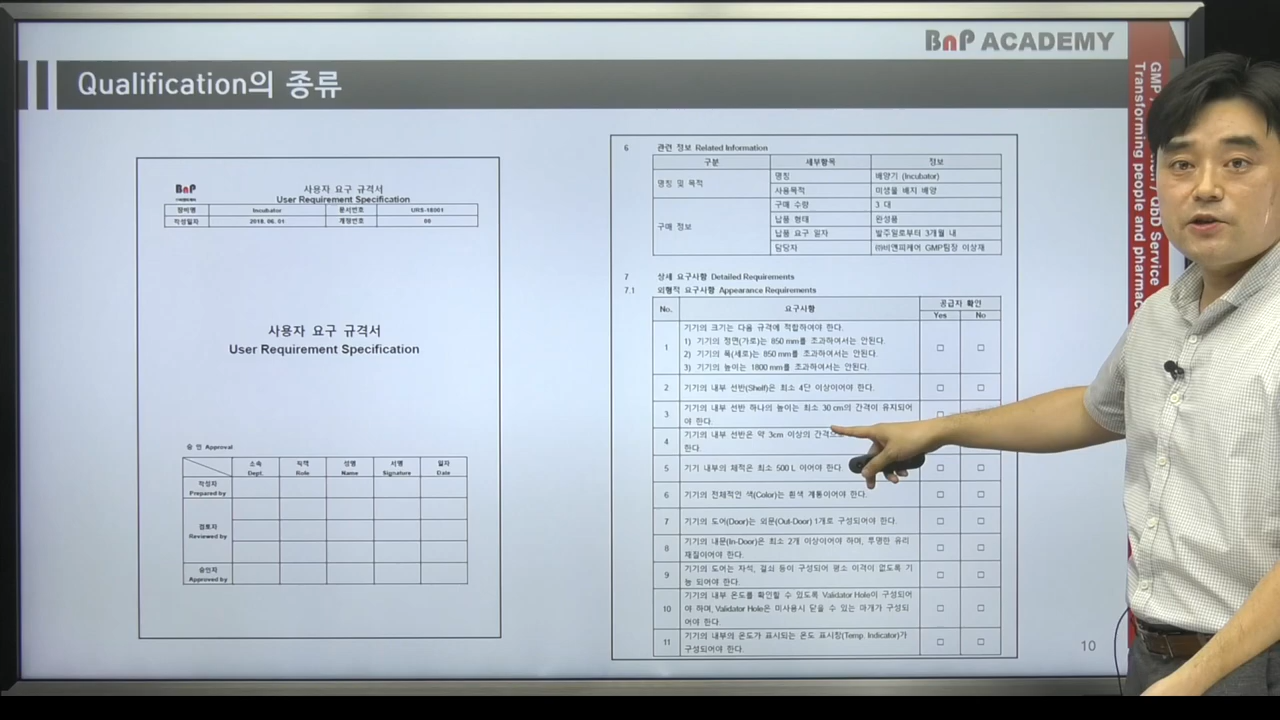 BnP ACADEMY
Qualification의 종류
Transforming people and pharmac
BnP
사용자 요구 규격서
User Requirement Specification
장비명 Incubator 문서번호 URS-18001
작성일자 2018. 06. 01 개정번호 00
사용자 요구 규격서
User Requirement Specification
승 인 Approval
소속 직책 성명 서명 일자
Dept. Role Name Signature Date
작성자
Prepared by
검토자
Reviewed by
승인자
Approved by
6 관련 정보 Related Information
구분 세부항목 정보
명칭 및 목적 명칭 배양기 (Incubator)
사용목적 미생물 배지 배양
구매 정보 구매 수량 3 대
납품 형태 완성품
납품 요구 일자 발주일로부터 3개월 내
담당자 ㈜비앤피케어 GMP팀장 이상재
7 상세 요구사항 Detailed Requirements
7.1 외형적 요구사항 Appearance Requirements
No. 요구사항 공급자 확인
Yes No
1 기기의 크기는 다음 규격에 적합하여야 한다.
1) 기기의 정면(가로)는 850 mm를 초과하여서는 안된다.
2) 기기의 폭(세로)는 850 mm를 초과하여서는 안된다.
3) 기기의 높이는 1800 mm를 초과하여서는 안된다.
2 기기의 내부 선반(Shelf)은 최소 4단 이상이어야 한다.
3 기기의 내부 선반 하나의 높이는 최소 30 cm의 간격이 유지되어
야 한다.
4 기기의 내부 선반은 약 3cm 이상의 간격으로
한다.
5 기기 내부의 체적은 최소 500 L 이어야 한다.
6 기기의 전체적인 색(Color)는 흰색 계통이어야 한다.
7 기기의 도어(Door)는 외문(Out-Door) 1개로 구성되어야 한다.
8 기기의 내문(In-Door)은 최소 2개 이상아어야 하며, 투명한 유리
재질이어야 한다.
9 기기의 도어는 자석, 걸쇠 등이 구성되어 평소 이격이 없도록 기
능 되어야 한다.
10 기기의 내부 온도를 확인할 수 있도록 Validator Hole이 구성되어
야 하며, Validator Hole은 미사용시 닫을 수 있는 마개가 구성되
어야 한다.
11 기기의 내부의 온도가 표시되는 온도 표시창(Temp. Indicator)가
구성되어야 한다.
10